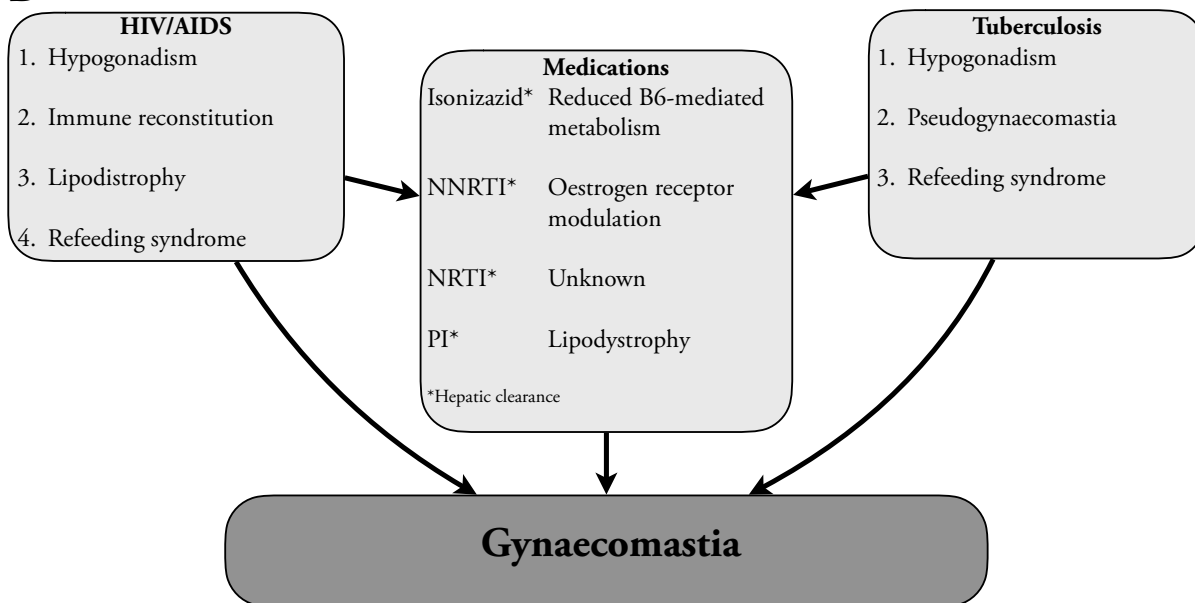 HIV/AIDS
1. Hypogonadism
2. Immune reconstitution
3. Lipodistrophy
4. Refeeding syndrome
Medications
Isonizazid* Reduced B6-mediated
metabolism
NNRTI* Oestrogen receptor
modulation
NRTI* Unknown
PI* Lipodystrophy
*Hepatic clearance
Tuberculosis
1. Hypogonadism
2. Pseudogynaecomastia
3. Refeeding syndrome
Gynaecomastia